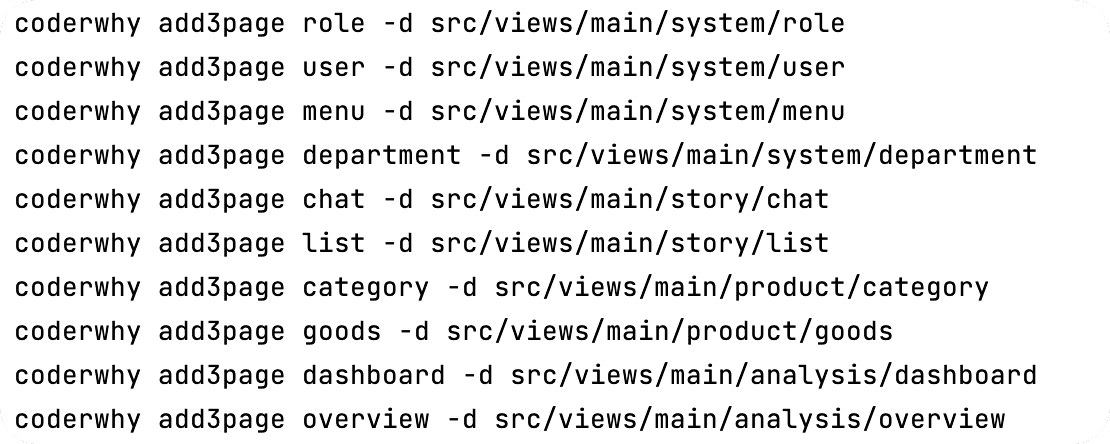 coderwhy add3page role -d src/views/main/system/role
coderwhy add3page user -d src/views/main/system/user
coderwhy add3page menu -d src/views/main/system/menu
coderwhy add3page department -d src/views/main/system/department
coderwhy add3page chat -d src/views/main/story/chat
coderwhy add3page list -d src/views/main/story/list
coderwhy add3page category -d src/views/main/product/category
coderwhy add3page goods -d src/views/main/product/goods
coderwhy add3page dashboard -d src/views/main/analysis/dashboard
coderwhy add3page overview -d src/views/main/analysis/overview